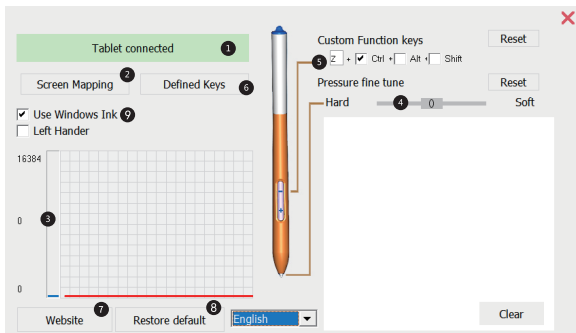 Tablet connected 1
Screen Mapping 2
Defined Keys 6
Use Windows Ink 9
Left Hander
16384
0 3
0
Website 7
Restore default 8
English
Custom Function keys
Reset
5 Z + Ctrl + Alt + Shift
Pressure fine tune
Reset
Hard 4 0 Soft
Clear